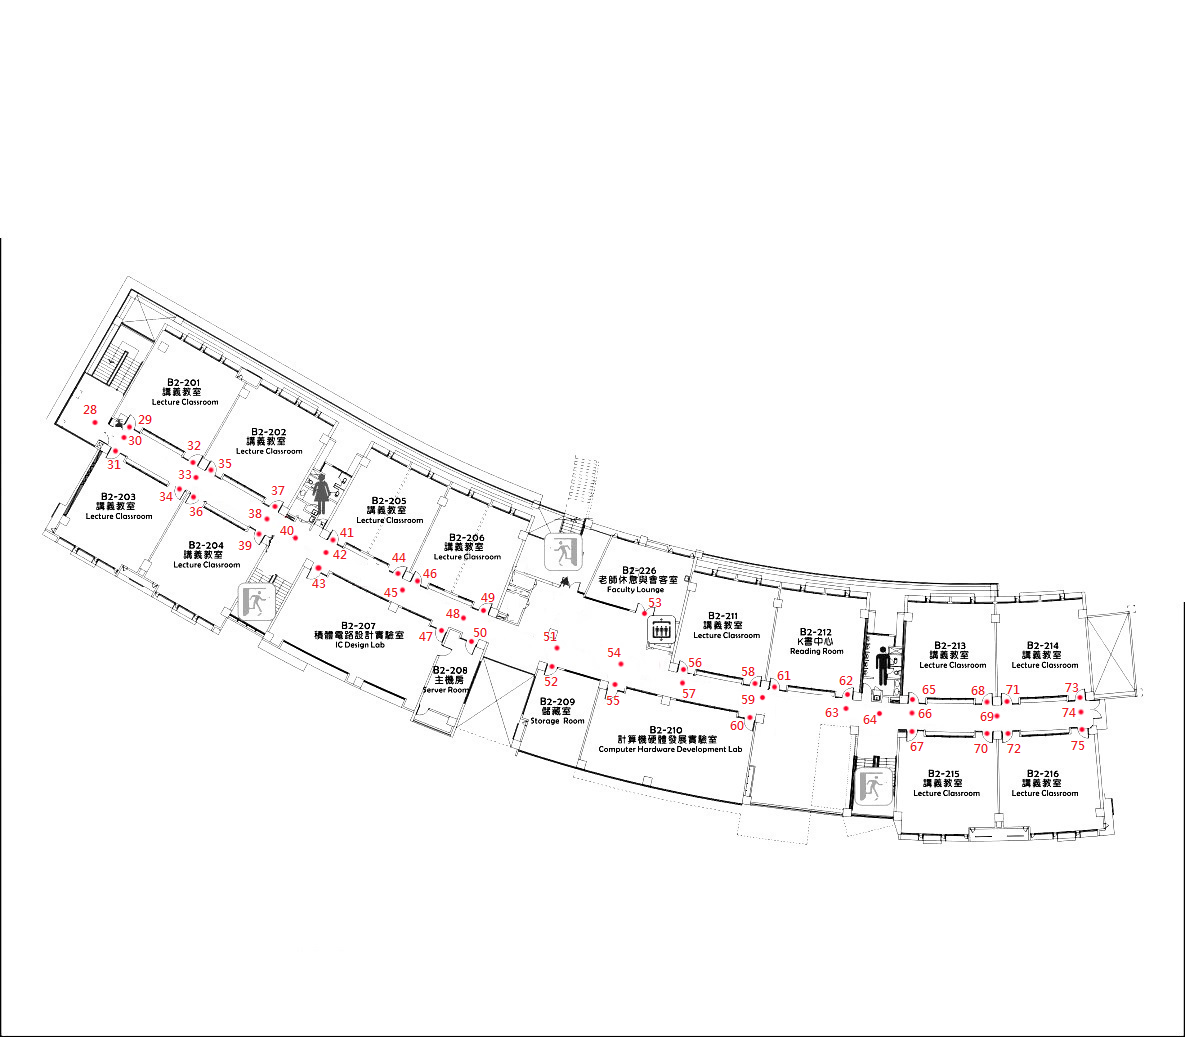 B2-201
講義教室
Lecture Classroom
28
29
30
31
B2-202
講義教室
Lecture Classroom
32
33
34
35
36
37
38
39
40
B2-203
講義教室
Lecture Classroom
B2-204
講義教室
Lecture Classroom
B2-205
講義教室
Lecture Classroom
41
42
43
44
45
46
B2-206
講義教室
Lecture Classroom
47
48
49
50
B2-207
積體電路設計實驗室
IC Design Lab
B2-208
主機房
Server Room
51
52
B2-226
老師休息與會客室
Faculty Lounge
53
54
55
B2-209
儲藏室
Storage Room
B2-210
計算機硬體發展實驗室
Computer Hardware Development Lab
B2-211
講義教室
Lecture Classroom
56
57
58
59
60
B2-212
K書中心
Reading Room
61
62
63
64
B2-213
講義教室
Lecture Classroom
B2-214
講義教室
Lecture Classroom
65
66
67
68
69
70
71
72
73
74
75
B2-215
講義教室
Lecture Classroom
B2-216
講義教室
Lecture Classroom